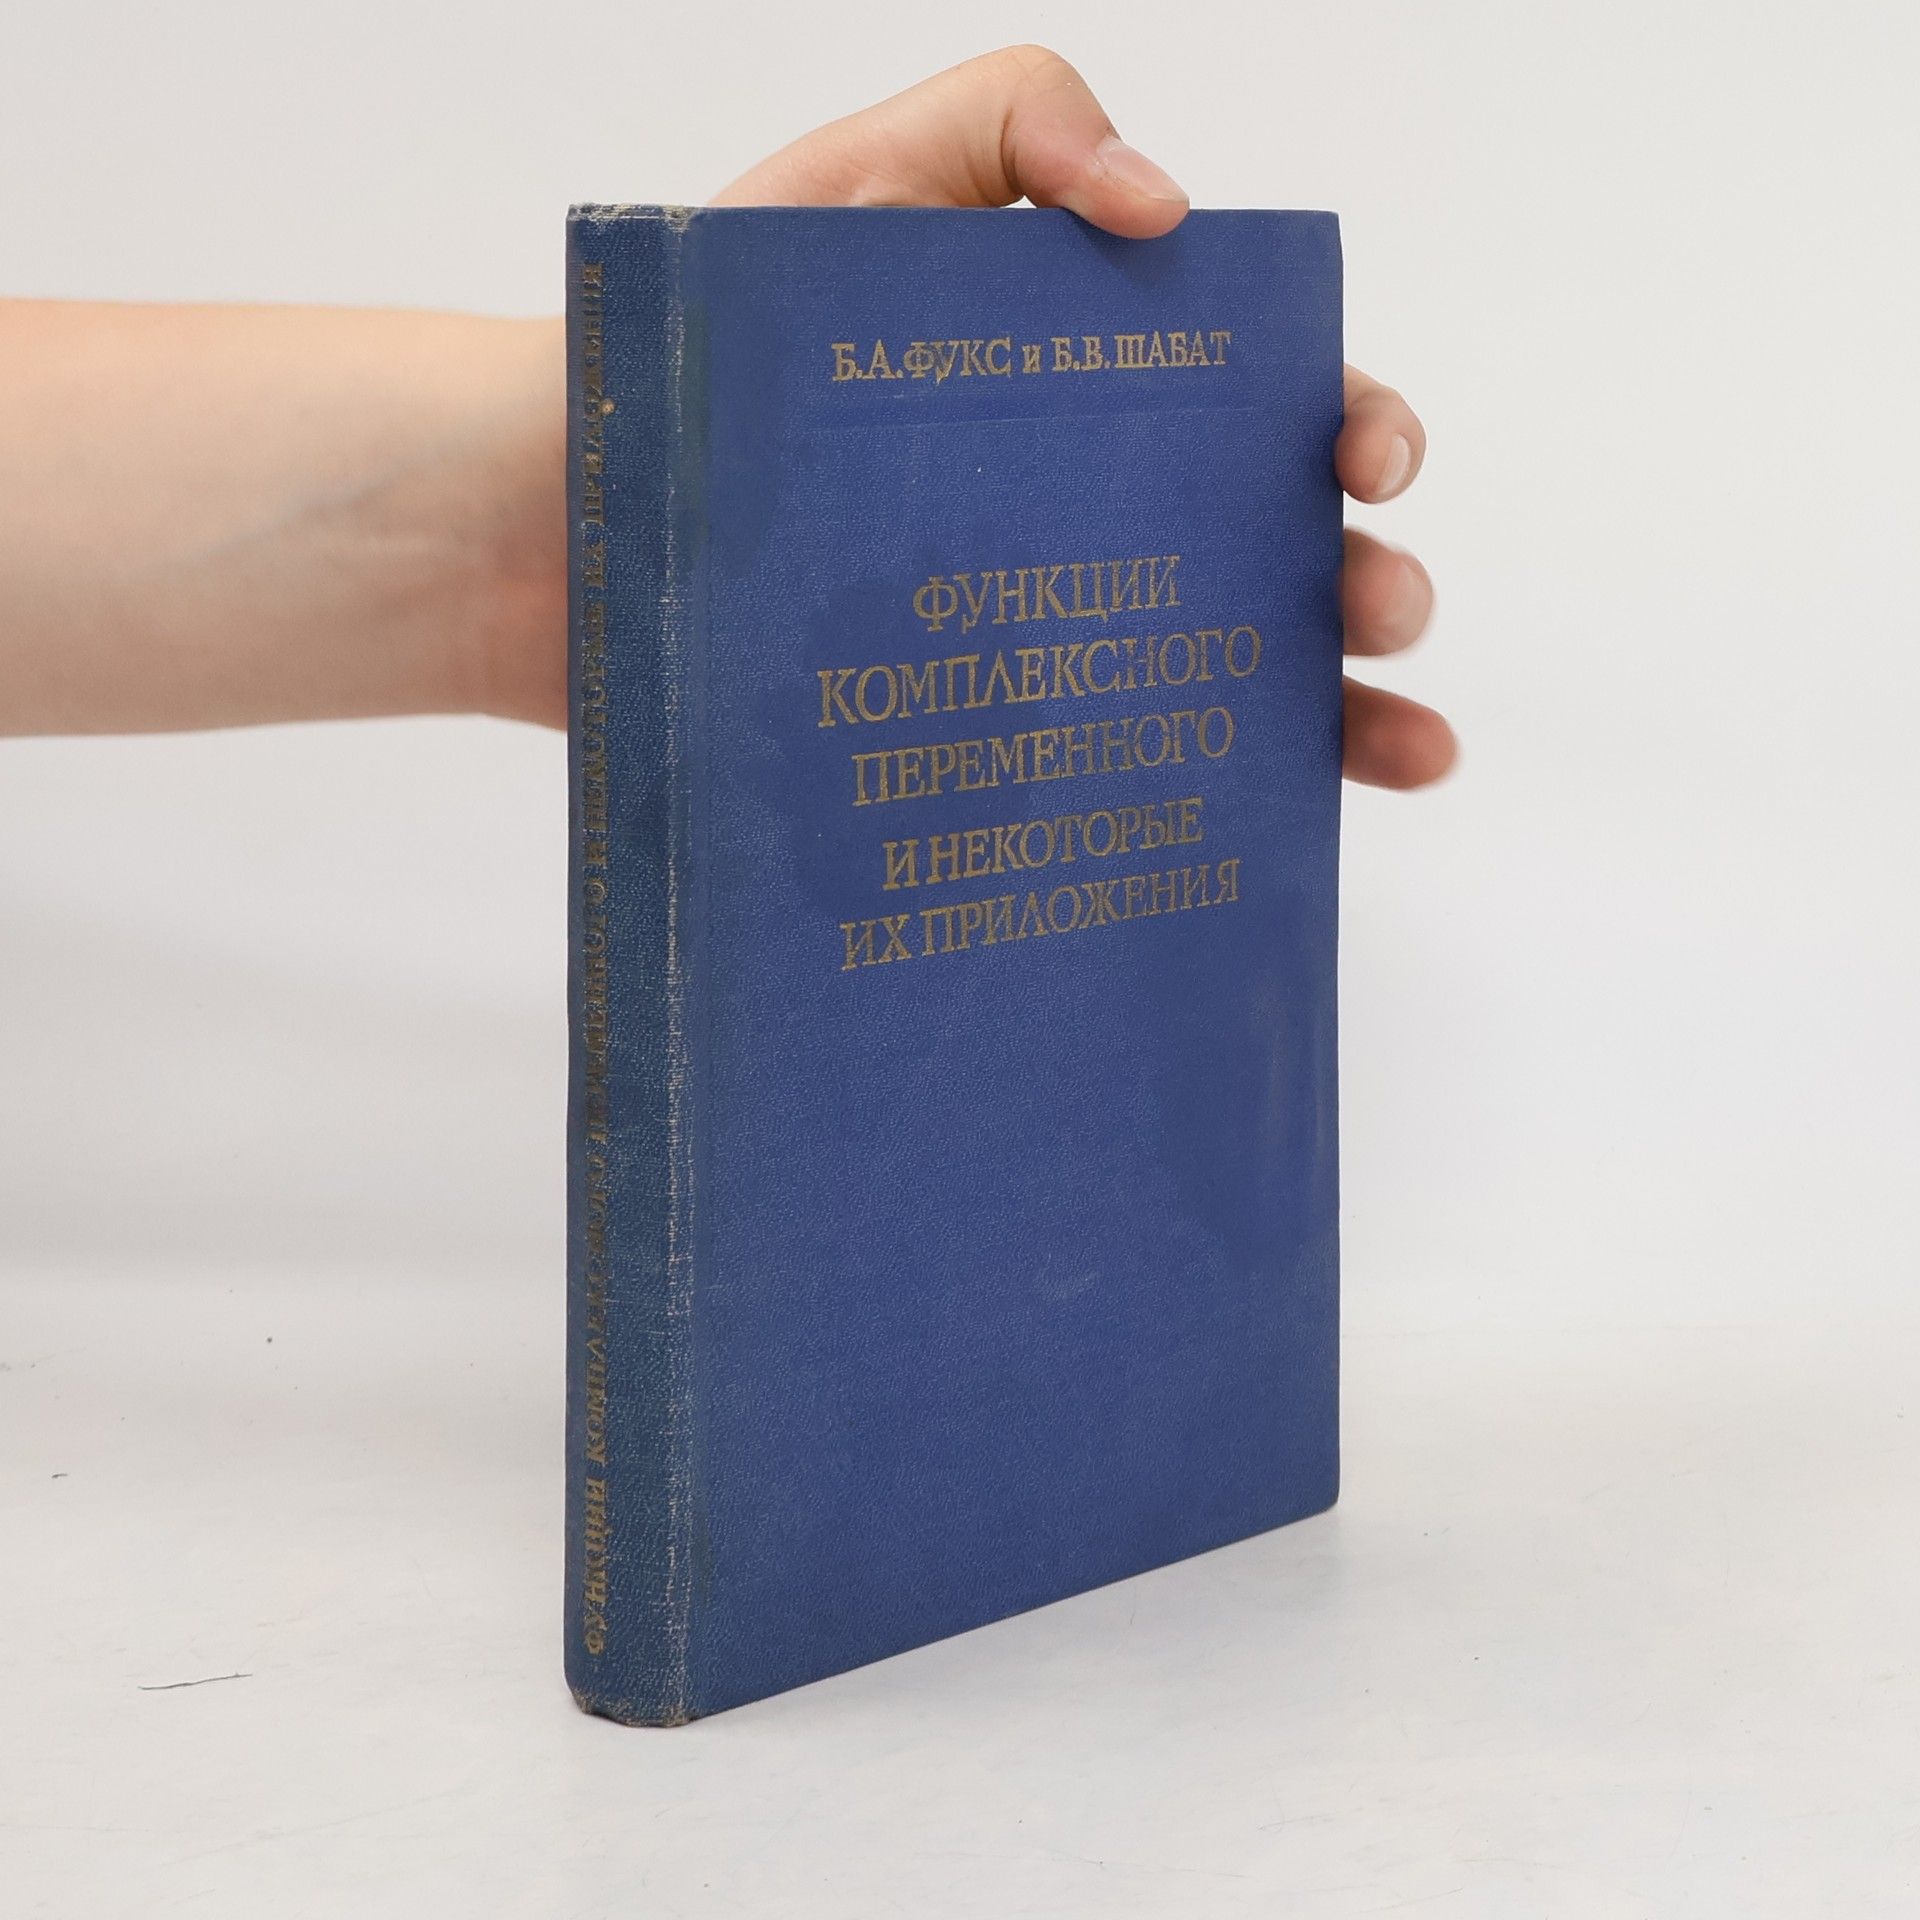 Б.А.ФУКС и Б.В.ШАБАТ
ФУНКЦИИ
КОМПЛЕКСНОГО
ПЕРЕМЕННОГО
И НЕКОТОРЫЕ
ИХ ПРИЛОЖЕНИЯ
ФУНКЦИИ КОМПЛЕКСНОГО ПЕРЕМЕННОГО И НЕКОТОРЫЕ ИХ ПРИЛОЖЕНИЯ